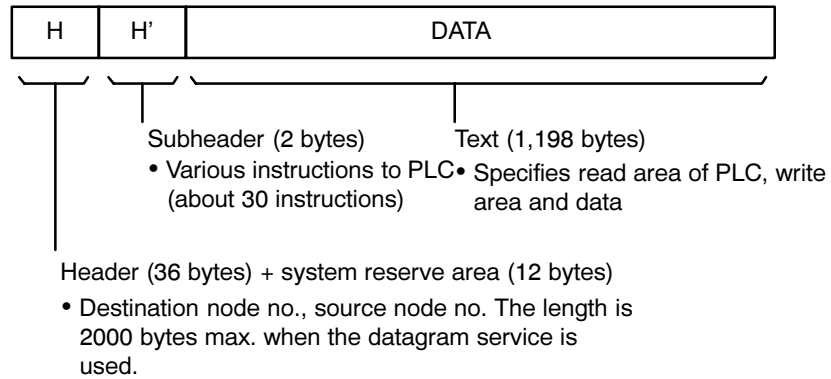 H H' DATA
Subheader (2 bytes)
• Various instructions to PLC
(about 30 instructions)
Text (1,198 bytes)
• Specifies read area of PLC, write
area and data
Header (36 bytes) + system reserve area (12 bytes)
• Destination node no., source node no. The length is
2000 bytes max. when the datagram service is
used.